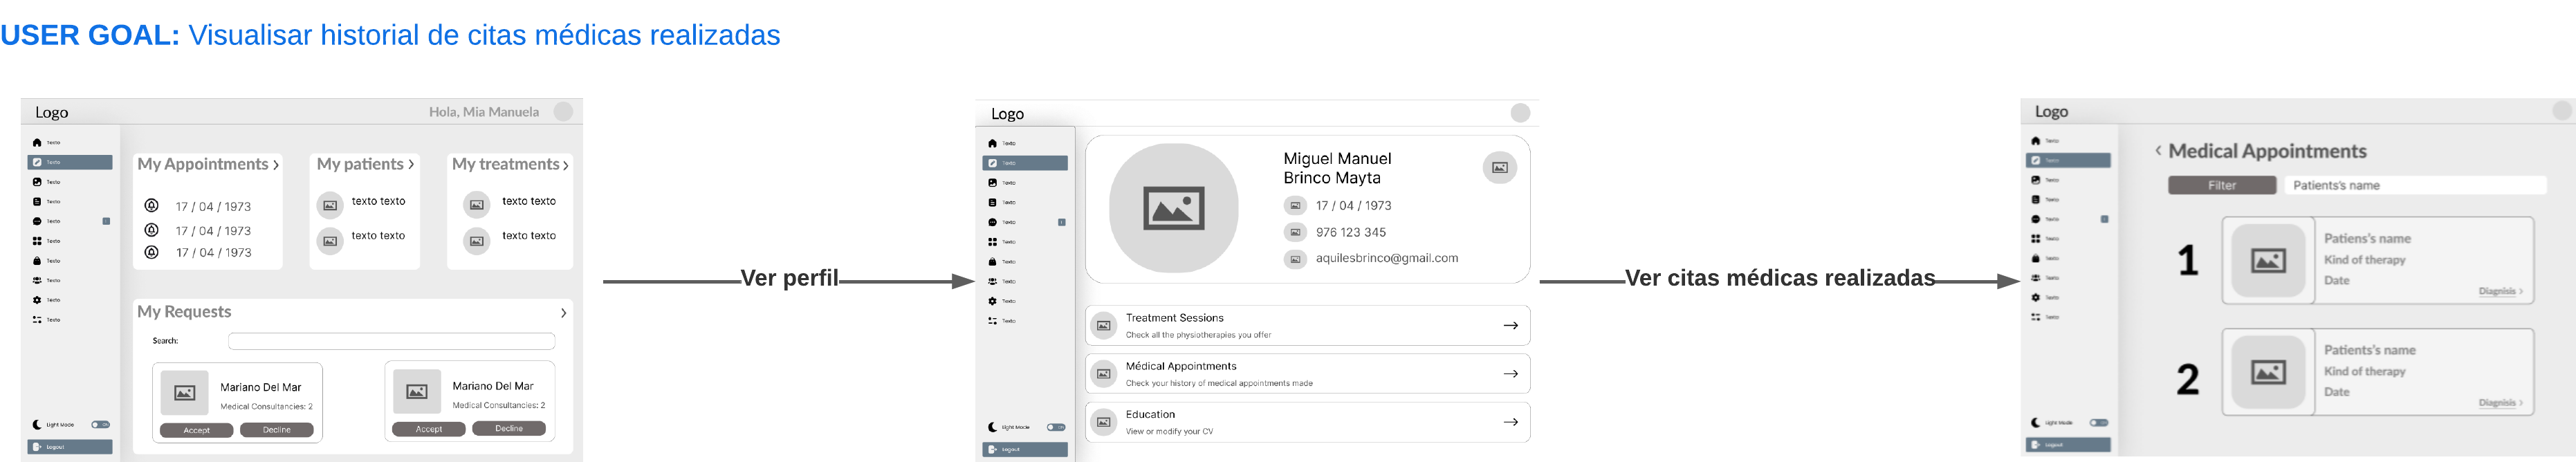 USER GOAL: Visualisar historial de citas médicas realizadas
Logo
Hola, Mia Manuela
Texto
Texto
Texto
Texto
Texto
Texto
Texto
Texto
Texto
Texto
Light Mode
ON
Logout
My Appointments >
17 / 04 / 1973
17 / 04 / 1973
17 / 04 / 1973
My patients >
texto texto
texto texto
My treatments >
texto texto
texto texto
My Requests >
Search:
Mariano Del Mar
Medical Consultancies: 2
Accept Decline
Mariano Del Mar
Medical Consultancies: 2
Accept Decline
Ver perfil
Logo
Texto
Texto
Texto
Texto
Texto
Texto
Texto
Texto
Texto
Texto
Light Mode
ON
Logout
Miguel Manuel
Brinco Mayta
17 / 04 / 1973
976 123 345
aquilesbrinco@gmail.com
Treatment Sessions
Check all the physiotherapies you offer
Médical Appointments
Check your history of medical appointments made
Education
View or modify your CV
Ver citas médicas realizadas
Logo
Texto
Texto
Texto
Texto
Texto
Texto
Texto
Texto
Texto
Texto
Light Mode
ON
Logout
< Medical Appointments
Filter Patients's name
1
Patiens's name
Kind of therapy
Date
Diagnisis >
2
Patients's name
Kind of therapy
Date
Diagnisis >